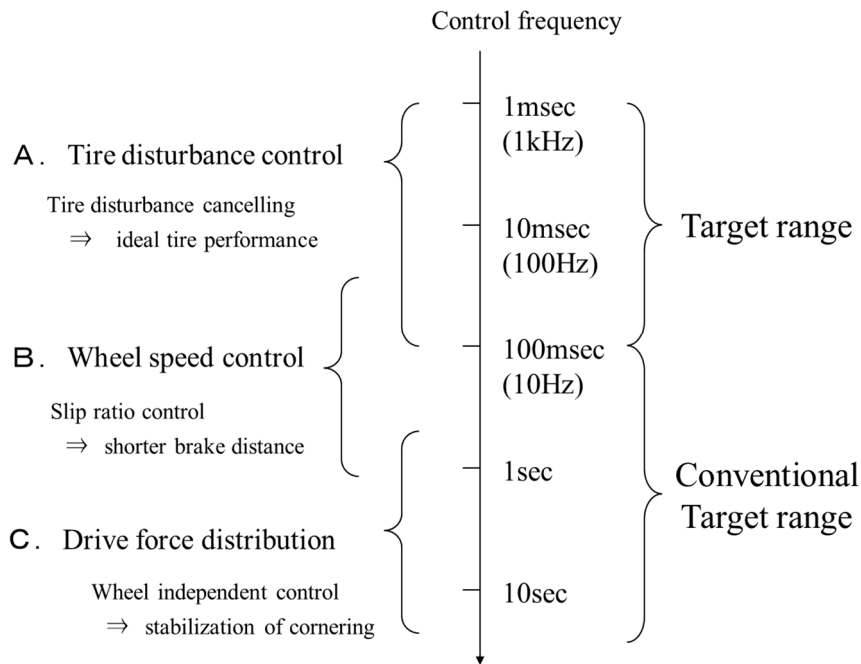 Control frequency
1msec
(1kHz)
A. Tire disturbance control
Tire disturbance cancelling
⇒ ideal tire performance
10msec
(100Hz)
Target range
B. Wheel speed control
Slip ratio control
⇒ shorter brake distance
100msec
(10Hz)
1sec
Conventional
Target range
C. Drive force distribution
Wheel independent control
⇒ stabilization of cornering
10sec